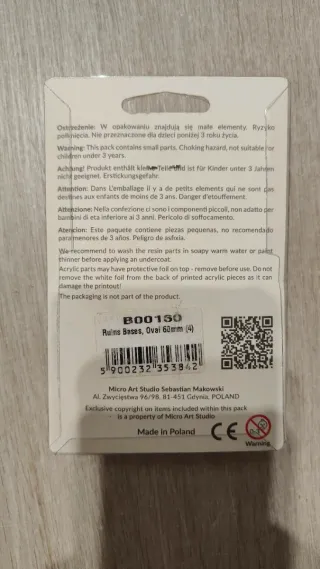 Ostrzeżenie: W opakowaniu znajdują się małe elementy. Ryzyko
połknięcia. Nie przeznaczone dla dzieci poniżej 3 roku życia.
Warning: This pack contains small parts. Choking hazard, not suitable for
children under 3 years.
Achtung! Produkt enthält kleine Teile und ist für Kinder unter 3 Jahren
nicht geeignet. Erstickungsgefahr.
Attention: Dans L'emballage il y a de petits elements qui ne sont pas
destines aux enfants de moins de 3 ans. Danger d'etouffement.
Attenzione: Nella confezione ci sono i componenti piccoli, non adatto per
bambini di eta inferiore ai 3 anni. Pericolo di soffocamento.
Atencion: Este paquete contiene piezas pequenas, no recomendado
para menores de 3 años. Peligro de asfixia.
We recommend to wash the resin parts in soapy warm water or paint
thinner before applying an undercoat.
Acrylic parts may have protective foil on top - remove before use. Do not
remove the white foil from the back of printed acrylic pieces as it can
damage the printout!
The packaging is not part of the product.
B00150
Ruins Bases, Oval 60mm (4)
5 900232 353842
Micro Art Studio Sebastian Makowski
Al. Zwycięstwa 96/98, 81-451 Gdynia, POLAND
Exclusive copyright on items included within this pack
is a property of Micro Art Studio
Made in Poland
CE
0-3
Warning